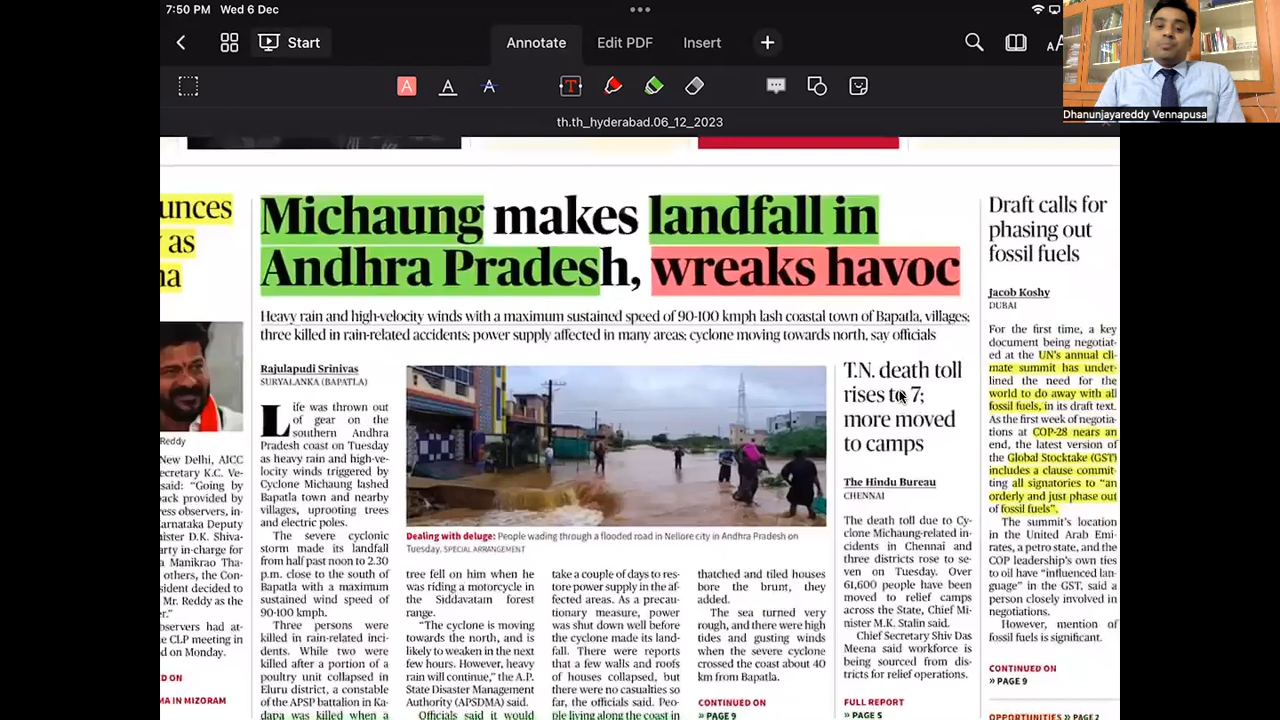 7:50 PM Wed 6 Dec
Start
Annotate
Edit PDF
Insert
Dhanunjayareddy Vennapusa
th.th_hyderabad.06_12_2023
unces
as
na
Reddy
New Delhi, AICC
ecretary K.C. Ve-
said: "Going by
ack provided by
ress observers, in-
arnataka Deputy
nister D.K. Shiva-
arty in-charge for
a Manikrao Tha-
others, the Con-
sident decided to
Mr. Reddy as the
er."
bservers had at-
CLP meeting in
d on Monday.
D ON
MA IN MIZORAM
Michaung makes landfall in
Andhra Pradesh, wreaks havoc
Heavy rain and high-velocity winds with a maximum sustained speed of 90-100 kmph lash coastal town of Bapatla, villages;
three killed in rain-related accidents; power supply affected in many areas; cyclone moving towards north, say officials
Rajulapudi Srinivas
SURYALANKA (BAPATLA)
Life was thrown out
of gear on the
southern Andhra
Pradesh coast on Tuesday
as heavy rain and high-ve-
locity winds triggered by
Cyclone Michaung lashed
Bapatla town and nearby
villages, uprooting trees
and electric poles.
The severe cyclonic
storm made its landfall
from half past noon to 2.30
p.m. close to the south of
Bapatla with a maximum
sustained wind speed of
90-100 kmph.
Three persons were
killed in rain-related inci-
dents. While two were
killed after a portion of a
poultry unit collapsed in
Eluru district, a constable
of the APSP battalion in Ka-
dapa was killed when a
Dealing with deluge: People wading through a flooded road in Nellore city in Andhra Pradesh on
Tuesday. SPECIAL ARRANGEMENT
tree fell on him when he
was riding a motorcycle in
the Siddavatam forest
range.
"The cyclone is moving
towards the north, and is
likely to weaken in the next
few hours. However, heavy
rain will continue," the A.P.
State Disaster Management
Authority (APSDMA) said.
Officials said it would
take a couple of days to res-
tore power supply in the af-
fected areas. As a precau-
tionary measure, power
was shut down well before
the cyclone made its land-
fall. There were reports
that a few walls and roofs
of houses collapsed, but
there were no casualties so
far, the officials said. Peo-
ple living along the coast in
thatched and tiled houses
bore the brunt, they
added.
The sea turned very
rough, and there were high
tides and gusting winds
when the severe cyclone
crossed the coast about 40
km from Bapatla.
CONTINUED ON
» PAGE 9
T.N. death toll
rises to 7;
more moved
to camps
The Hindu Bureau
CHENNAI
The death toll due to Cy-
clone Michaung-related in-
cidents in Chennai and
three districts rose to se-
ven on Tuesday. Over
61,600 people have been
moved to relief camps
across the State, Chief Mi-
nister M.K. Stalin said.
Chief Secretary Shiv Das
Meena said workforce is
being sourced from dis-
tricts for relief operations.
FULL REPORT
» PAGE 5
Draft calls for
phasing out
fossil fuels
Jacob Koshy
DUBAI
For the first time, a key
document being negotiat-
ed at the UN's annual cli-
mate summit has under-
lined the need for the
world to do away with all
fossil fuels, in its draft text.
As the first week of negotia-
tions at COP-28 nears an
end, the latest version of
the Global Stocktake (GST)
includes a clause commit-
ting all signatories to "an
orderly and just phase out
of fossil fuels".
The summit's location
in the United Arab Emi-
rates, a petro state, and the
COP leadership's own ties
to oil have "influenced lan-
guage" in the GST, said a
person closely involved in
negotiations.
However, mention of
fossil fuels is significant.
CONTINUED ON
» PAGE 9
OPPORTUNITIES » PAGE 2